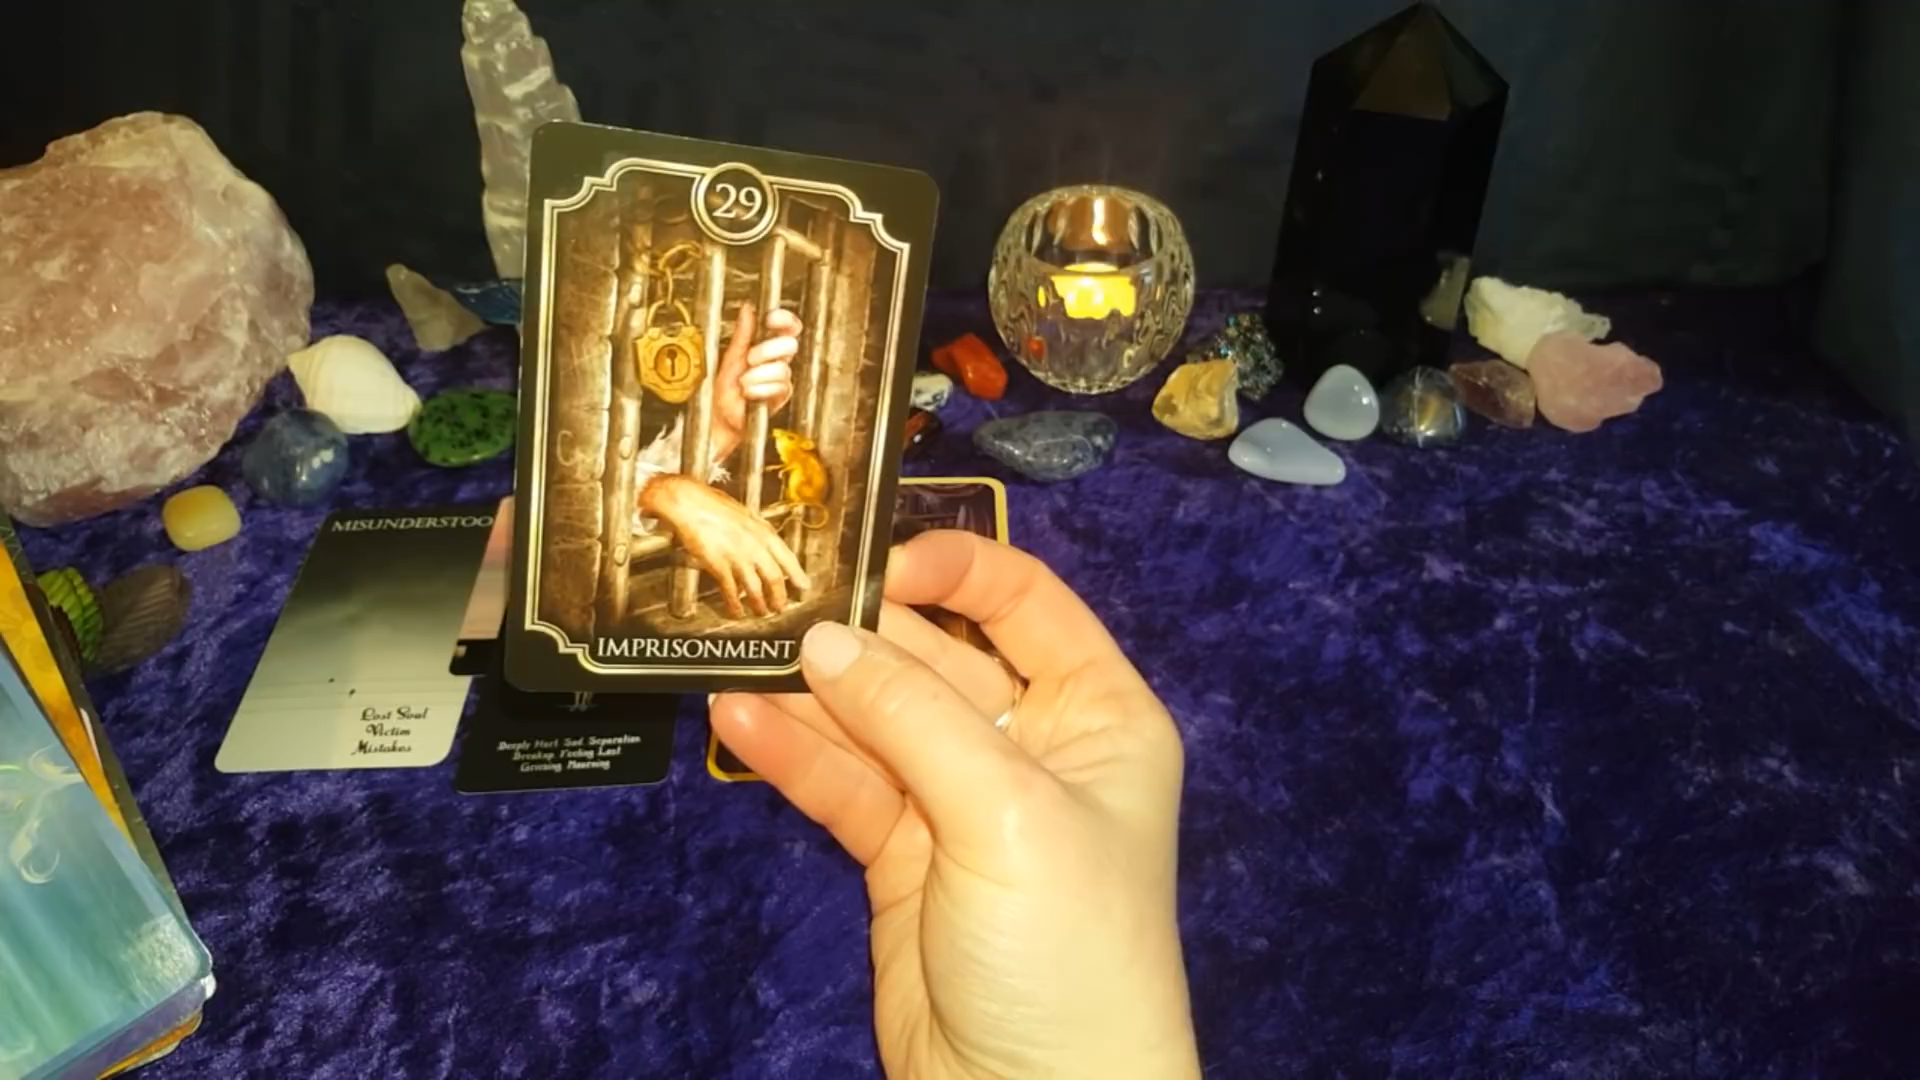 29
IMPRISONMENT
MISUNDERSTOO
Lost Soul
Victim
Mistakes
Deeply Hurt, Sad, Separation
Breakup, Feeling Lost
Grieving, Mourning